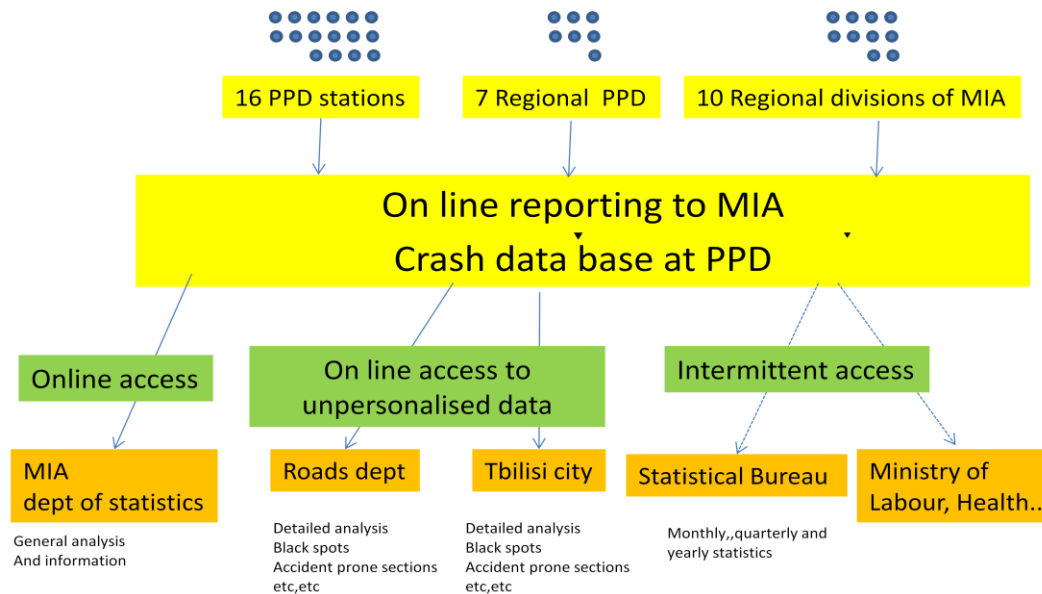 16 PPD stations
7 Regional  PPD
10 Regional divisions of MIA
On line reporting to MIA
Crash data base at PPD
Online access
On line access to
unpersonalised data
Intermittent access
MIA
dept of statistics
Roads dept
Tbilisi city
Statistical Bureau
Ministry of
Labour, Health..
General analysis
And information
Detailed analysis
Black spots
Accident prone sections
etc,etc
Detailed analysis
Black spots
Accident prone sections
etc,etc
Monthly,,quarterly and
yearly statistics